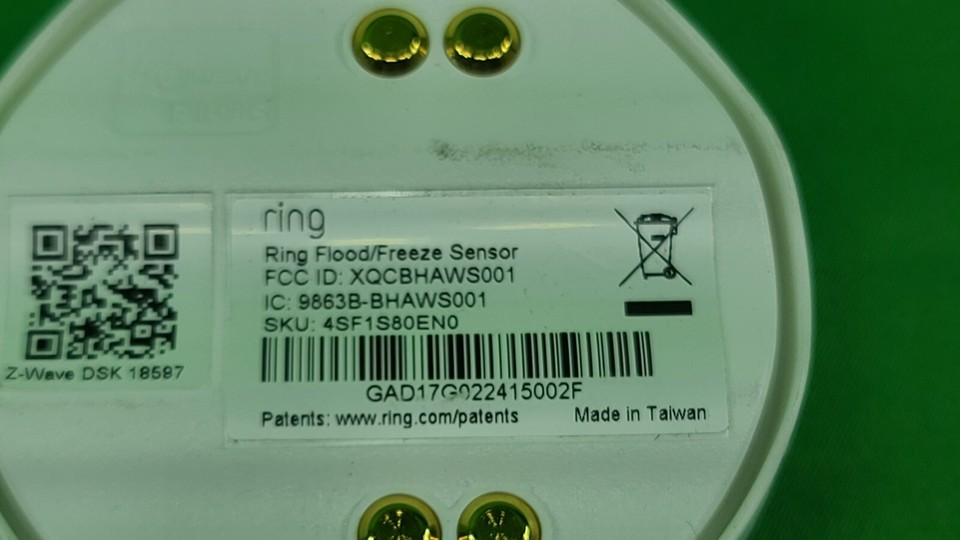 ring
Ring Flood/Freeze Sensor
FCC ID: XQCBHAWS001
IC: 9863B-BHAWS001
SKU: 4SF1S80EN0
GAD17G022415002F
Patents: www.ring.com/patents
Made in Taiwan
Z-Wave DSK 18597